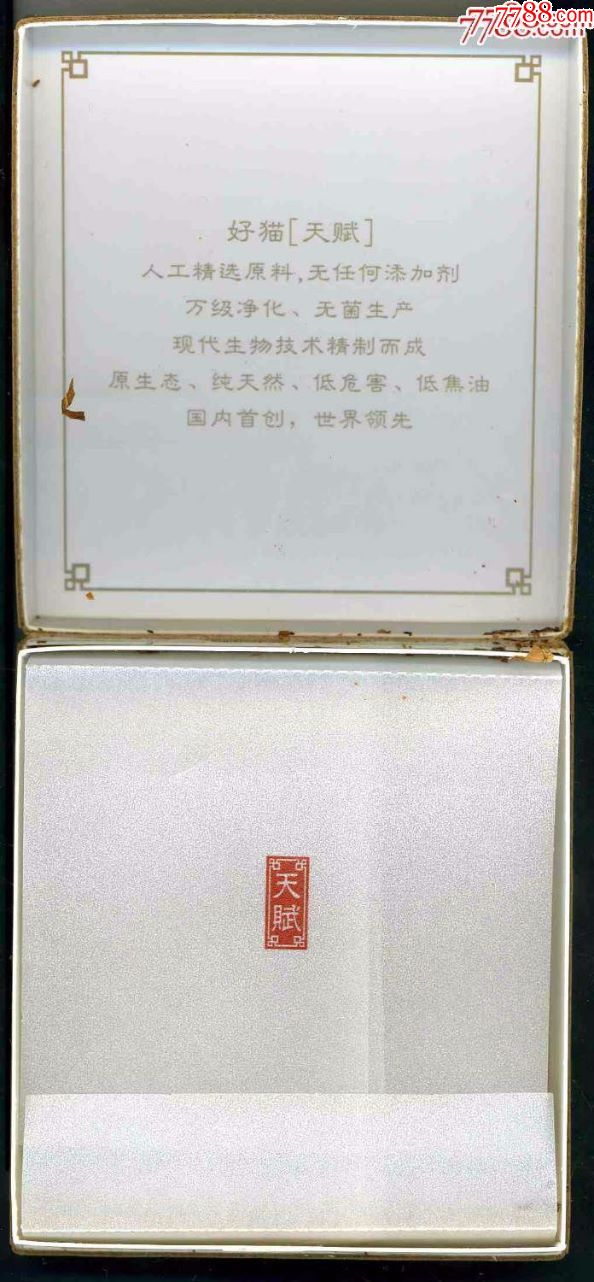 7788.com
好猫[天赋]
人工精选原料,无任何添加剂
万级净化、无菌生产
现代生物技术精制而成
原生态、纯天然、低危害、低焦油
国内首创，世界领先
天
賦